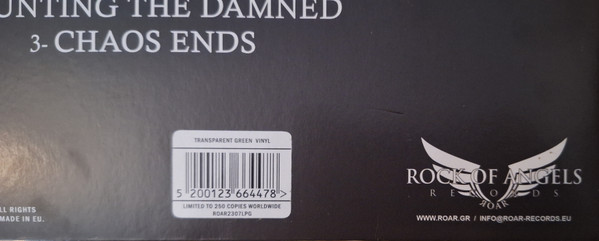 UNTING THE DAMNED
3- CHAOS ENDS
TRANSPARENT GREEN VINYL
5 200123 664478 >
LIMITED TO 250 COPIES WORLDWIDE
ROAR2307LPG
ROCK OF ANGELS
RECORDS
ROAR
LL RIGHTS
MADE IN EU.
WWW.ROAR.GR / INFO@ROAR-RECORDS.EU